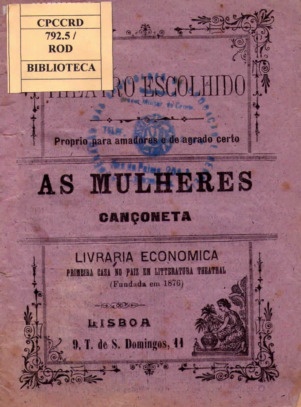 CPCCRD
792.5 /
ROD
BIBLIOTECA
THEATRO ESCOLHIDO
Proprio para amadores e de agrado certo
AS MULHERES
CANÇONETA
LIVRARIA ECONOMICA
PRIMEIRA CASA NO PAIZ EM LITTERATURA THEATRAL
(Fundada em 1876)
LISBOA
9, T. de S. Domingos, 11